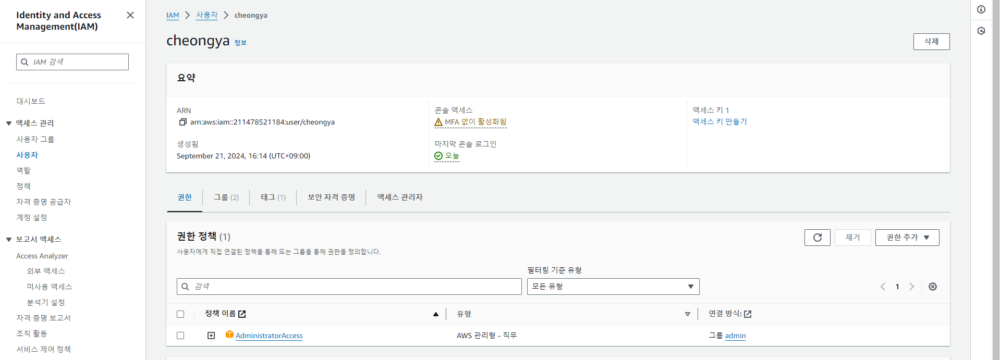 Identity and Access
Management(IAM)
IAM 검색
대시보드
액세스 관리
사용자 그룹
사용자
역할
정책
자격 증명 공급자
계정 설정
보고서 액세스
Access Analyzer
외부 액세스
미사용 액세스
분석기 설정
자격 증명 보고서
조직 활동
서비스 제어 정책
IAM > 사용자 > cheongya
cheongya 정보
삭제
요약
ARN
arn:aws:iam::211478521184:user/cheongya
생성됨
September 21, 2024, 16:14 (UTC+09:00)
콘솔 액세스
MFA 없이 활성화됨
마지막 콘솔 로그인
오늘
액세스 키 1
액세스 키 만들기
권한 그룹 (2) 태그 (1) 보안 자격 증명 액세스 관리자
권한 정책 (1)
제거 권한 추가
사용자에게 직접 연결된 정책을 통해 또는 그룹을 통해 권한을 정의합니다.
필터링 기준 유형
검색 모든 유형 1
정책 이름 유형 연결 방식:
AdministratorAccess AWS 관리형 - 직무 그룹 admin